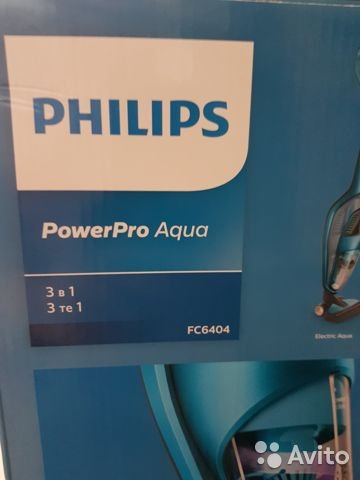 PHILIPS
PowerPro Aqua
3 в 1
3 те 1
FC6404
Electric Aqua
Avito